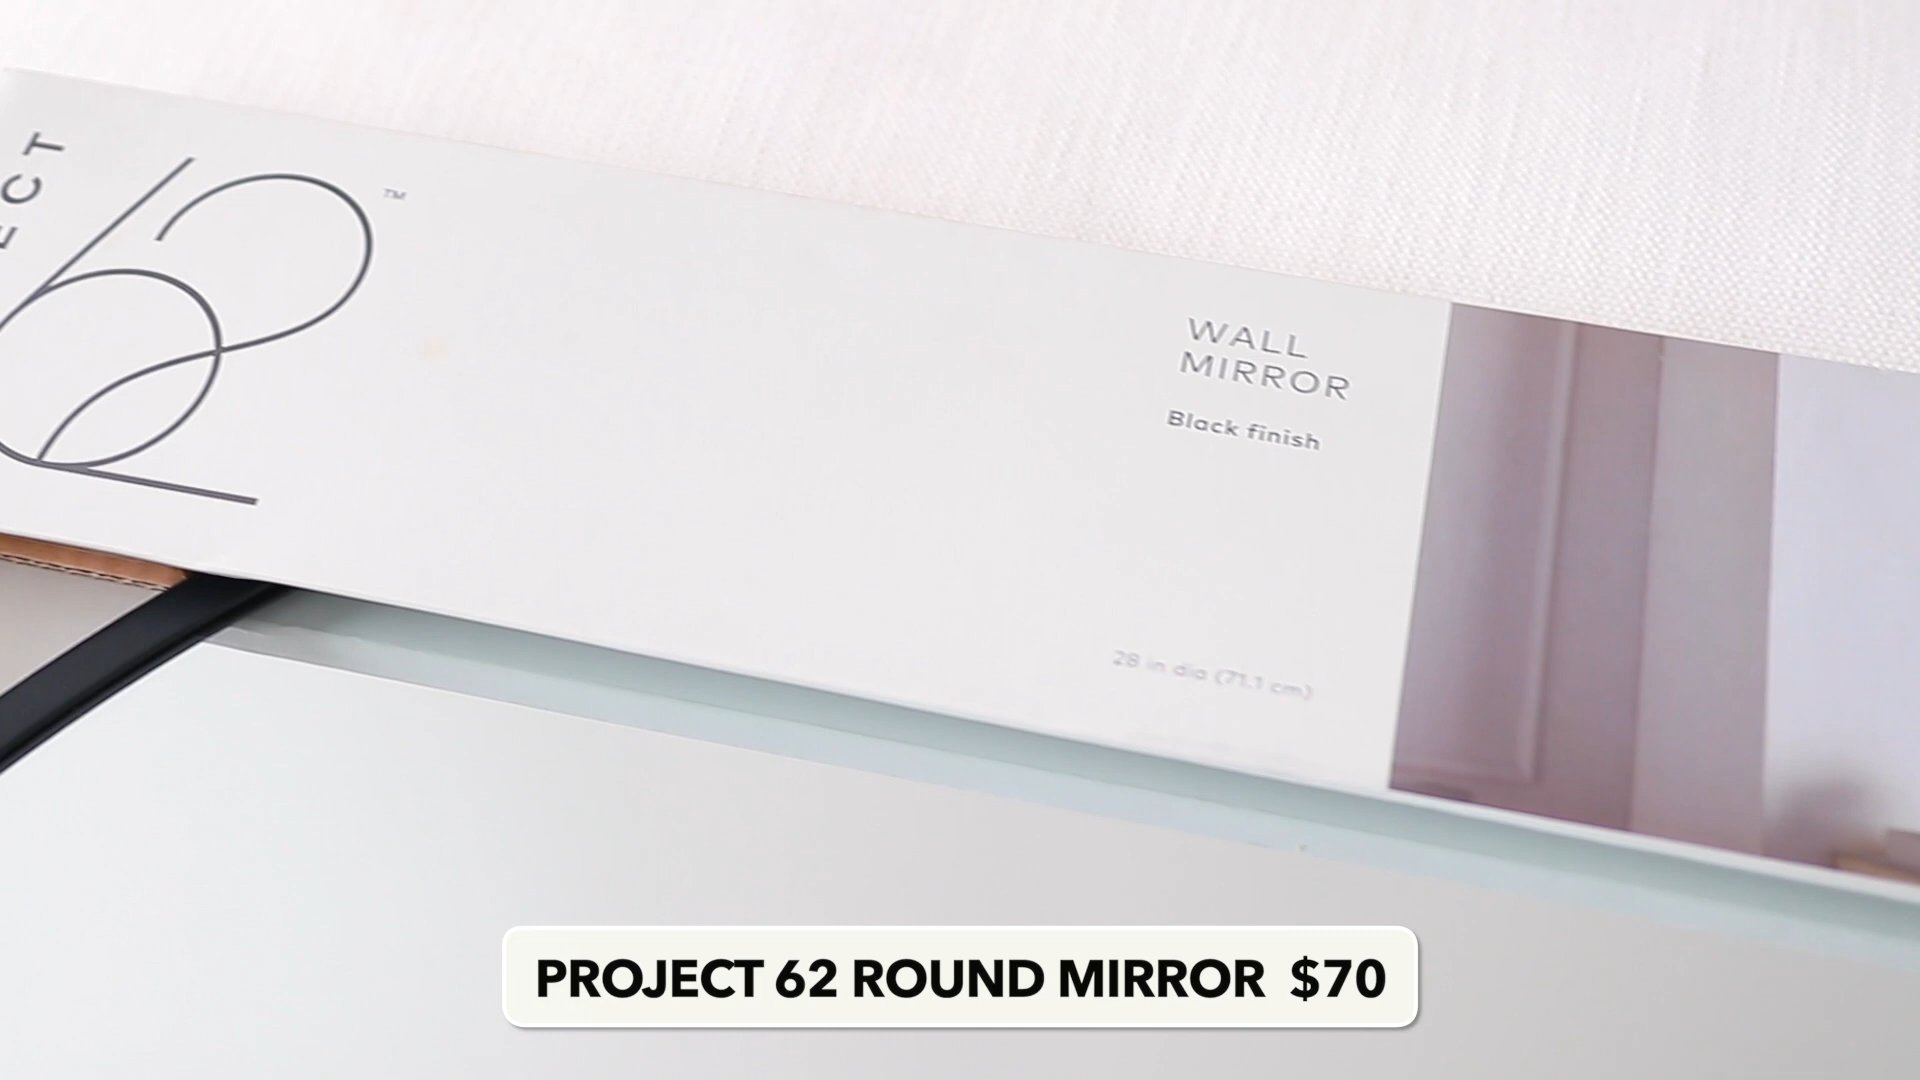 ECT
62
TM
WALL
MIRROR
Black finish
28 in dia (71.1 cm)
PROJECT 62 ROUND MIRROR $70